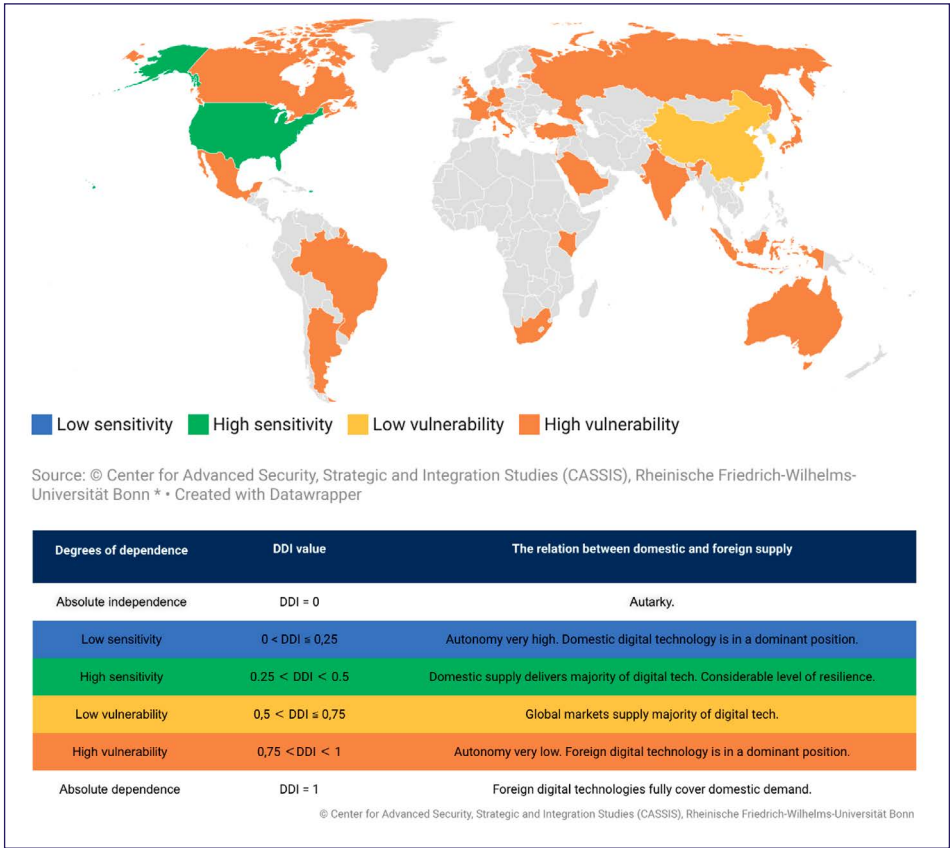 Low sensitivity High sensitivity Low vulnerability High vulnerability
Source: © Center for Advanced Security, Strategic and Integration Studies (CASSIS), Rheinische Friedrich-Wilhelms-
Universität Bonn * • Created with Datawrapper
Degrees of dependence DDI value The relation between domestic and foreign supply
Absolute independence DDI = 0 Autarky.
Low sensitivity 0 < DDI ≦ 0,25 Autonomy very high. Domestic digital technology is in a dominant position.
High sensitivity 0.25 < DDI < 0.5 Domestic supply delivers majority of digital tech. Considerable level of resilience.
Low vulnerability 0,5 < DDI ≦ 0,75 Global markets supply majority of digital tech.
High vulnerability 0,75 < DDI < 1 Autonomy very low. Foreign digital technology is in a dominant position.
Absolute dependence DDI = 1 Foreign digital technologies fully cover domestic demand.
© Center for Advanced Security, Strategic and Integration Studies (CASSIS), Rheinische Friedrich-Wilhelms-Universität Bonn